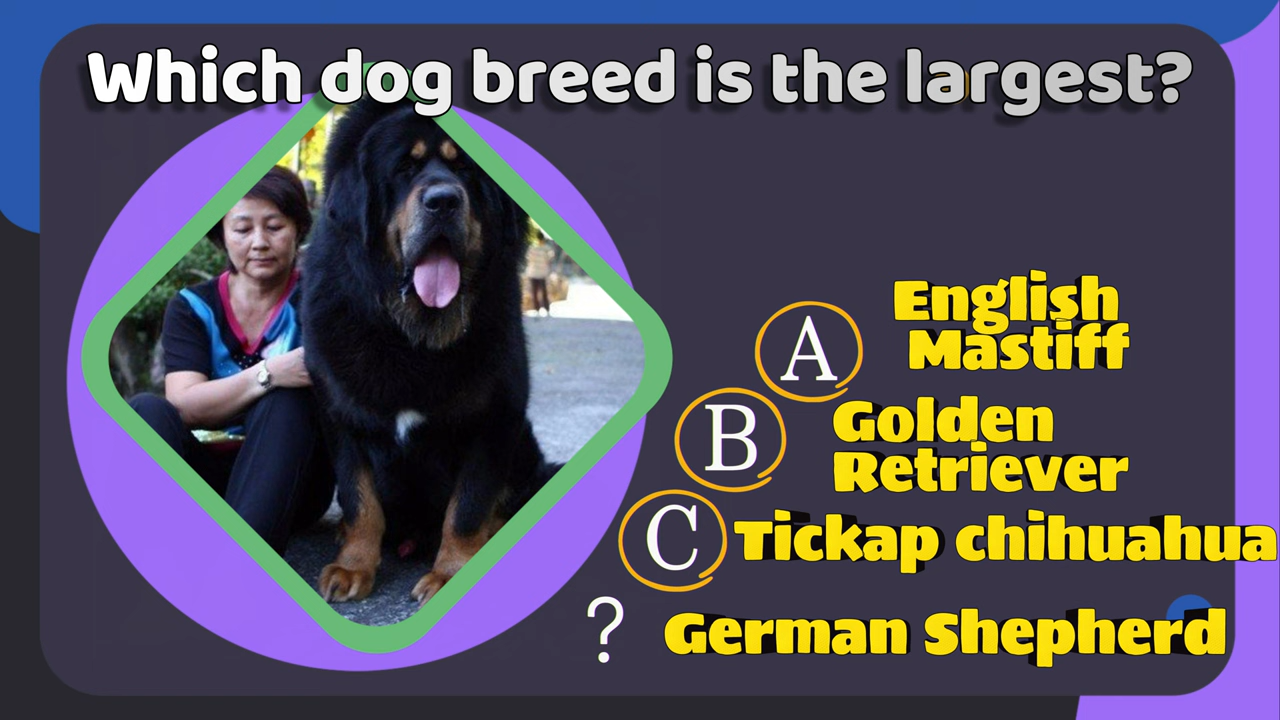 Which dog breed is the largest?
A
English
Mastiff
B
Golden
Retriever
C
Tickap chihuahua
?
German Shepherd